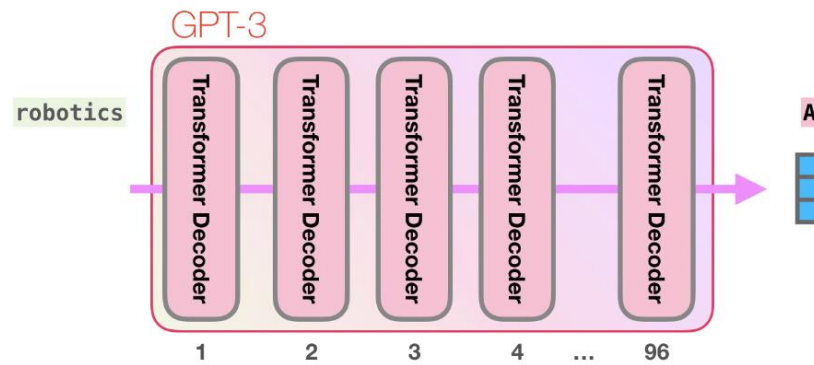 GPT-3
robotics
Transformer Decoder
Transformer Decoder
Transformer Decoder
Transformer Decoder
Transformer Decoder
A
1 2 3 4 ... 96